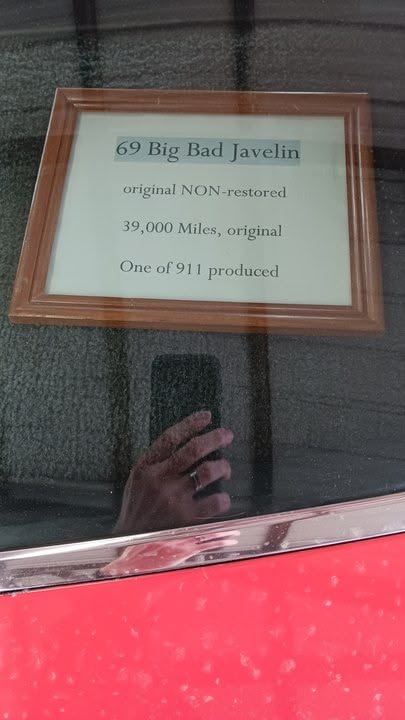 69 Big Bad Javelin
original NON-restored
39,000 Miles, original
One of 911 produced